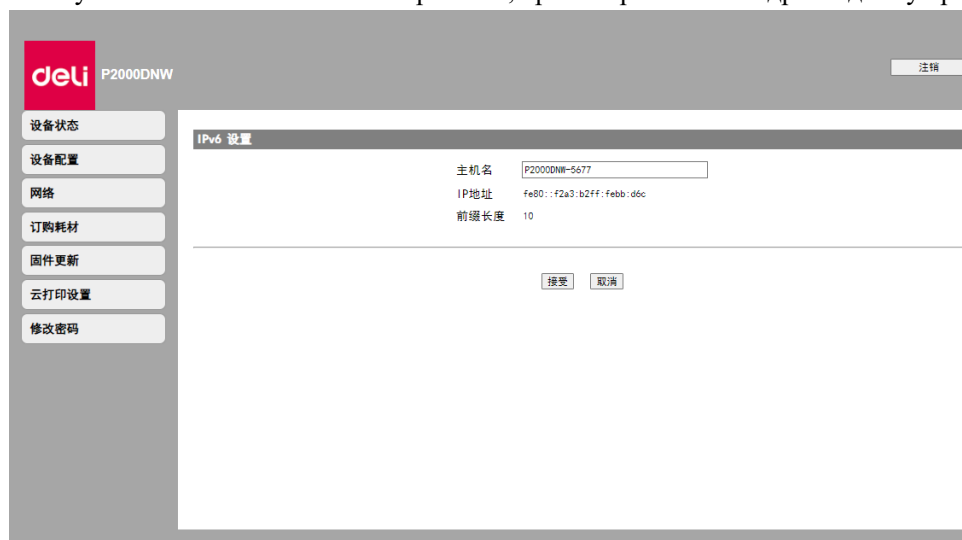 deli P2000DNW
注销
设备状态
设备配置
网络
订购耗材
固件更新
云打印设置
修改密码
IPv6 设置
主机名 P2000DNW-5677
IP地址 fe80::f2a3:b2ff:febb:d6c
前缀长度 10
接受 取消